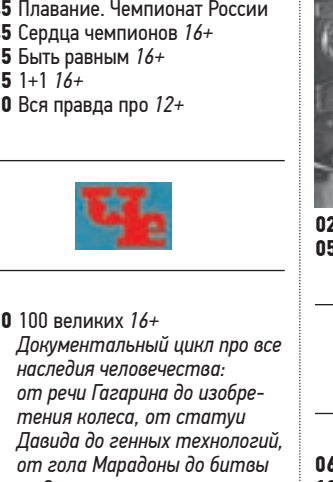 5 Плавание. Чемпионат России
5 Сердца чемпионов 16+
5 Быть равным 16+
5 1+1 16+
0 Вся правда про 12+
Че
0 100 великих 16+
Документальный цикл про все
наследия человечества:
от речи Гагарина до изобре-
тения колеса, от статуи
Давида до генных технологий,
от гола Марадоны до битвы
02
05
06